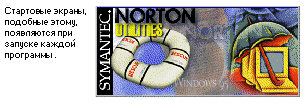 Стартовые экраны,
подобные этому,
появляются при
запуске каждой
программы.
SYMANTEC.
NORTON
UTILITIES